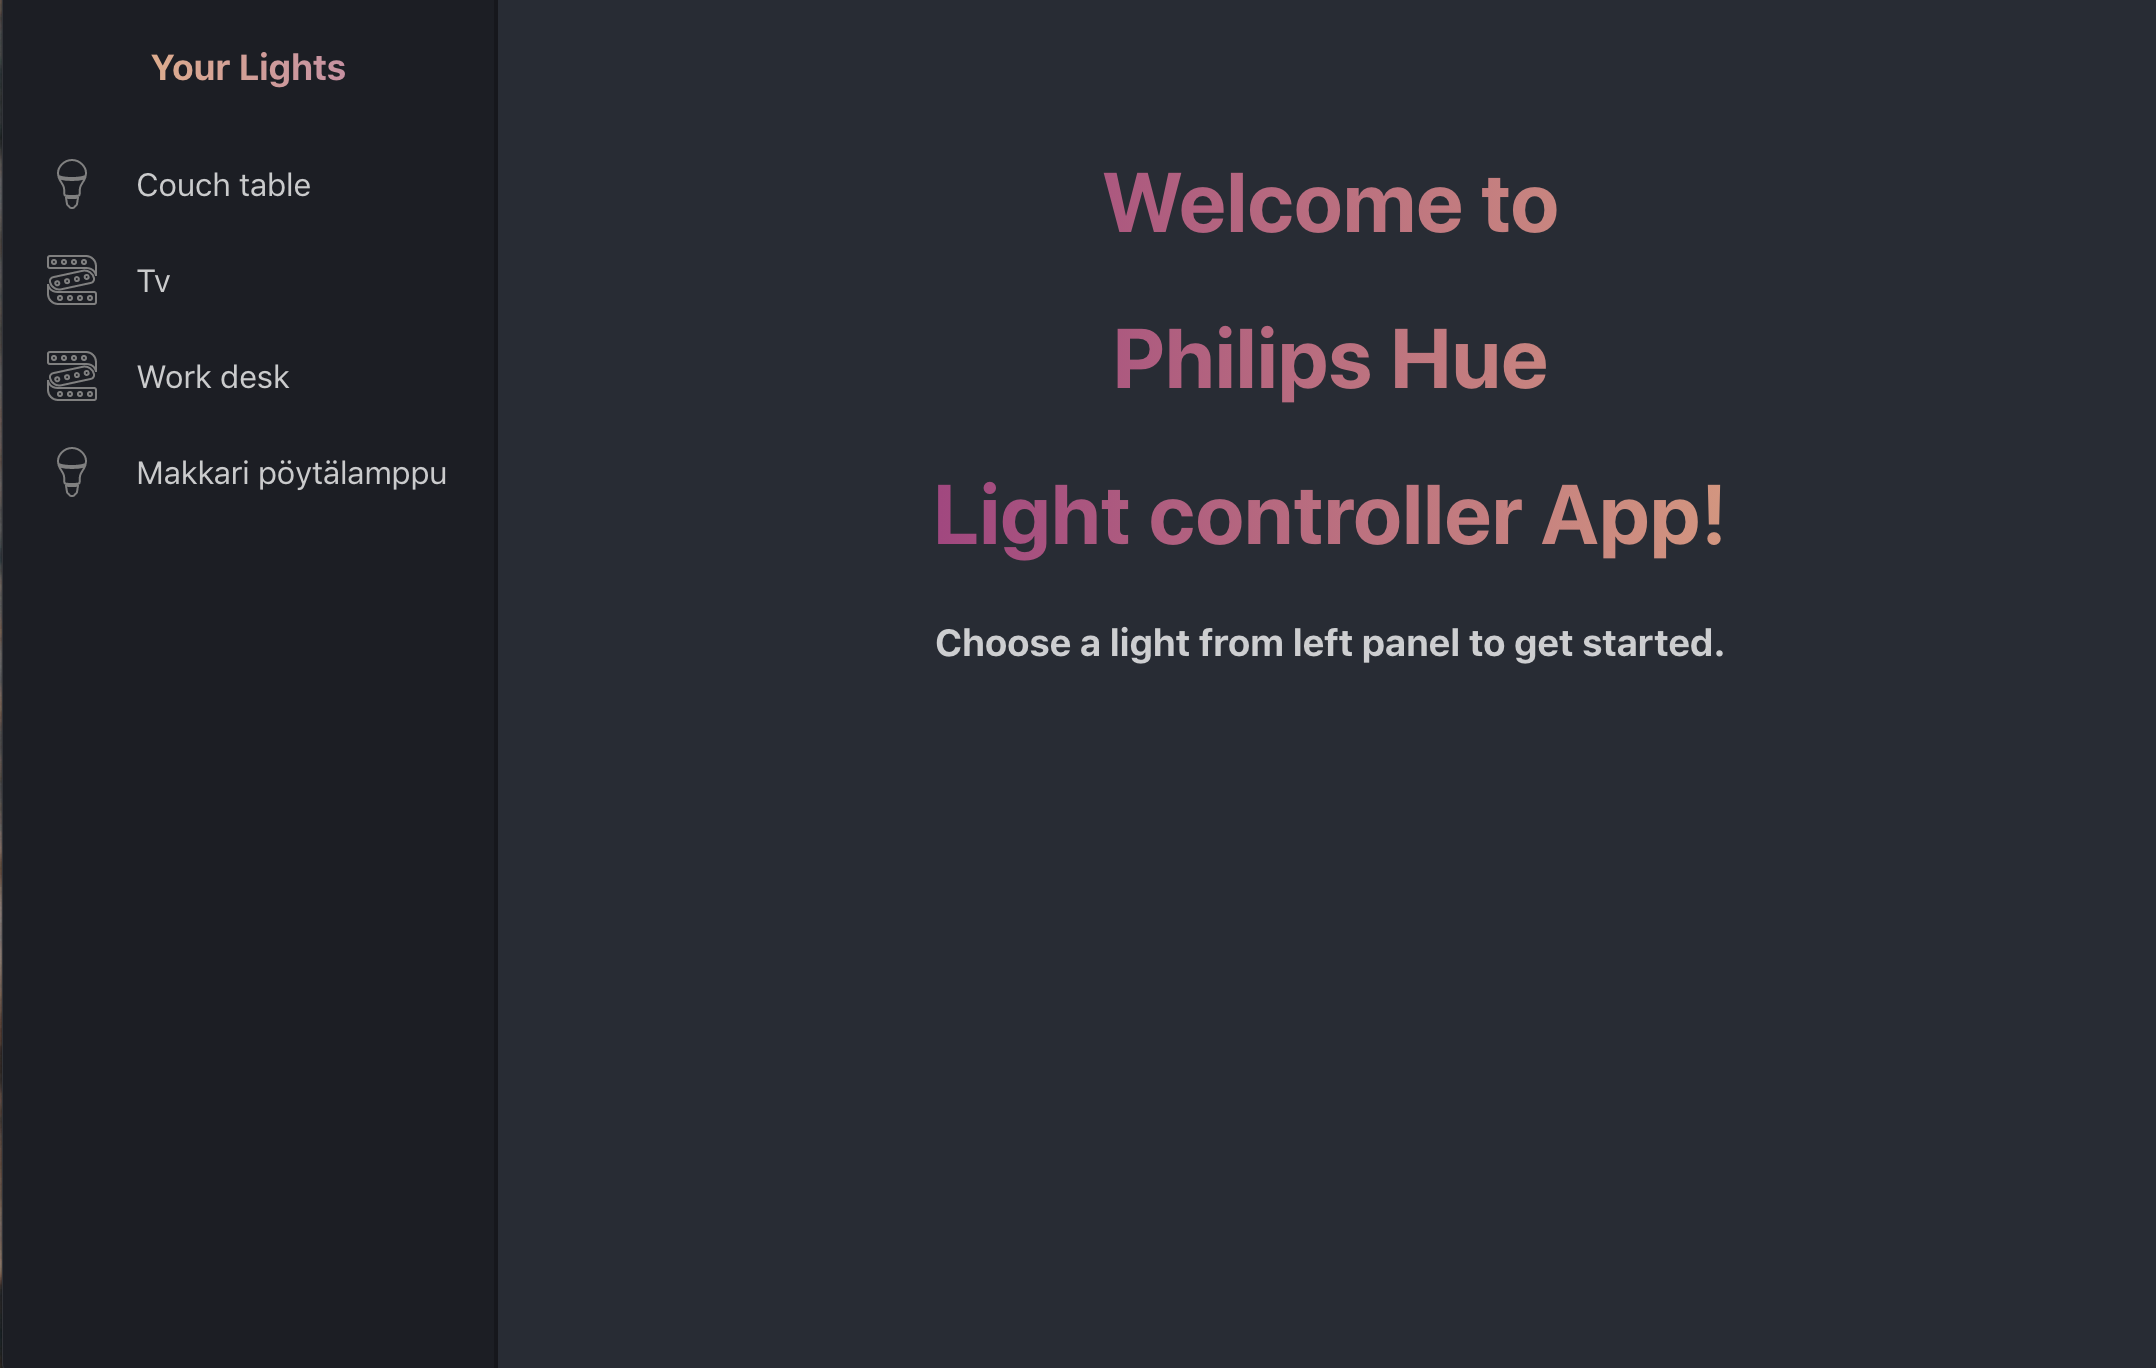 Your Lights
Couch table
Tv
Work desk
Makkari pöytälamppu
Welcome to
Philips Hue
Light controller App!
Choose a light from left panel to get started.